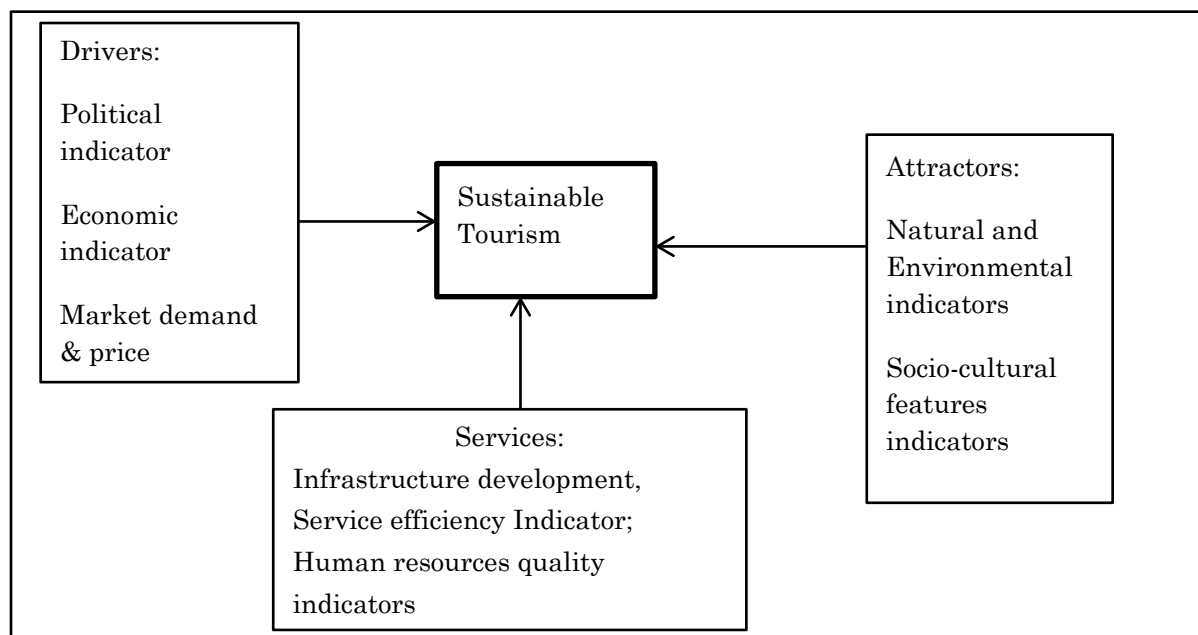 Drivers:
Political
indicator
Economic
indicator
Market demand
& price
Sustainable
Tourism
Attractors:
Natural and
Environmental
indicators
Socio-cultural
features
indicators
Services:
Infrastructure development,
Service efficiency Indicator;
Human resources quality
indicators